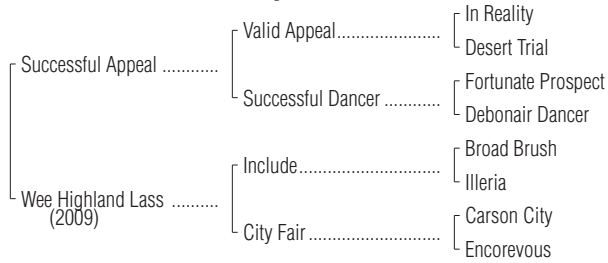 In Reality
Valid Appeal
Desert Trial
Successful Appeal
Fortunate Prospect
Successful Dancer
Debonair Dancer
Broad Brush
Include
Illeria
Wee Highland Lass
(2009)
Carson City
City Fair
Encorevous